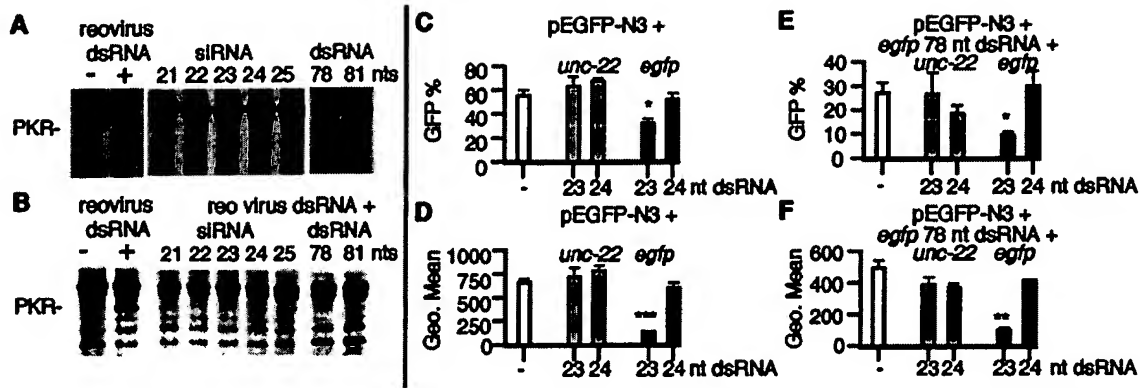 A
reovirus
dsRNA siRNA dsRNA
- + 21 22 23 24 25 78 81 nts
PKR-
B
reovirus reo virus dsRNA +
dsRNA siRNA dsRNA
- + 21 22 23 24 25 78 81 nts
PKR-
C
pEGFP-N3 +
unc-22 egfp
GFP %
80
60
40
20
0
*
- 23 24 23 24 nt dsRNA
D
pEGFP-N3 +
unc-22 egfp
Geo. Mean
1000
750
500
250
0
***
- 23 24 23 24 nt dsRNA
E
pEGFP-N3 +
egfp 78 nt dsRNA +
unc-22 egfp
GFP %
40
30
20
10
0
*
- 23 24 23 24 nt dsRNA
F
pEGFP-N3 +
egfp 78 nt dsRNA +
unc-22 egfp
Geo. Mean
600
400
200
0
**
- 23 24 23 24 nt dsRNA